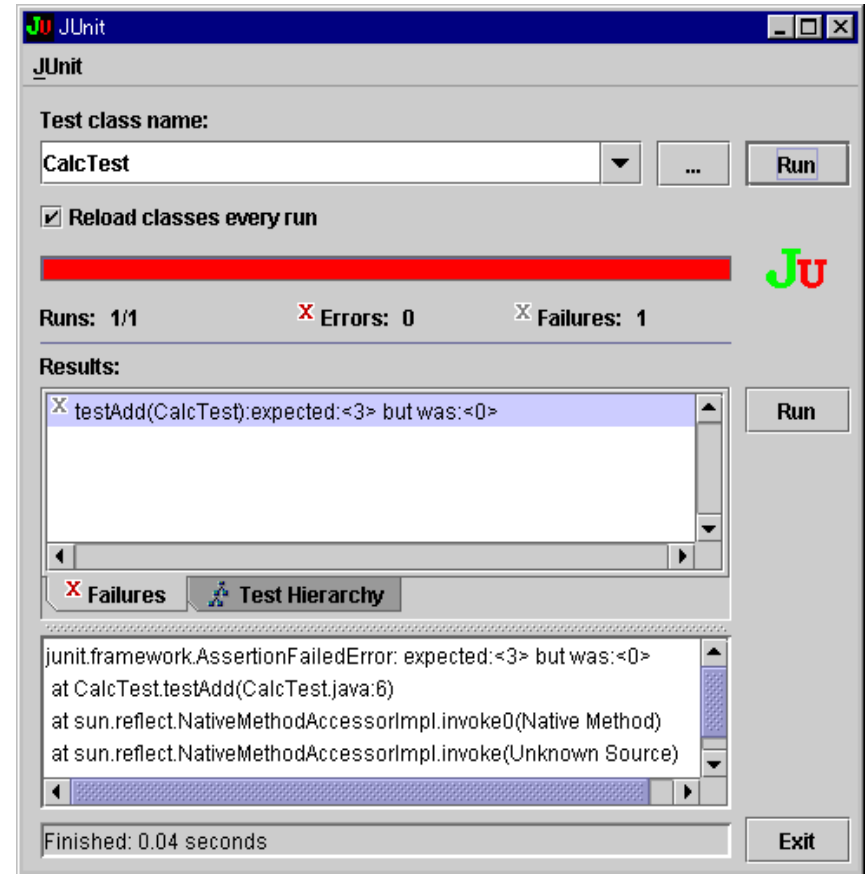 JU JUnit
JUnit
Test class name:
CalcTest ... Run
Reload classes every run
JU
Runs: 1/1 X Errors: 0 X Failures: 1
Results:
X testAdd(CalcTest):expected:<3> but was:<0> Run
X Failures Test Hierarchy
junit.framework.AssertionFailedError: expected:<3> but was:<0>
at CalcTest.testAdd(CalcTest.java:6)
at sun.reflect.NativeMethodAccessorImpl.invoke0(Native Method)
at sun.reflect.NativeMethodAccessorImpl.invoke(Unknown Source)
Finished: 0.04 seconds Exit